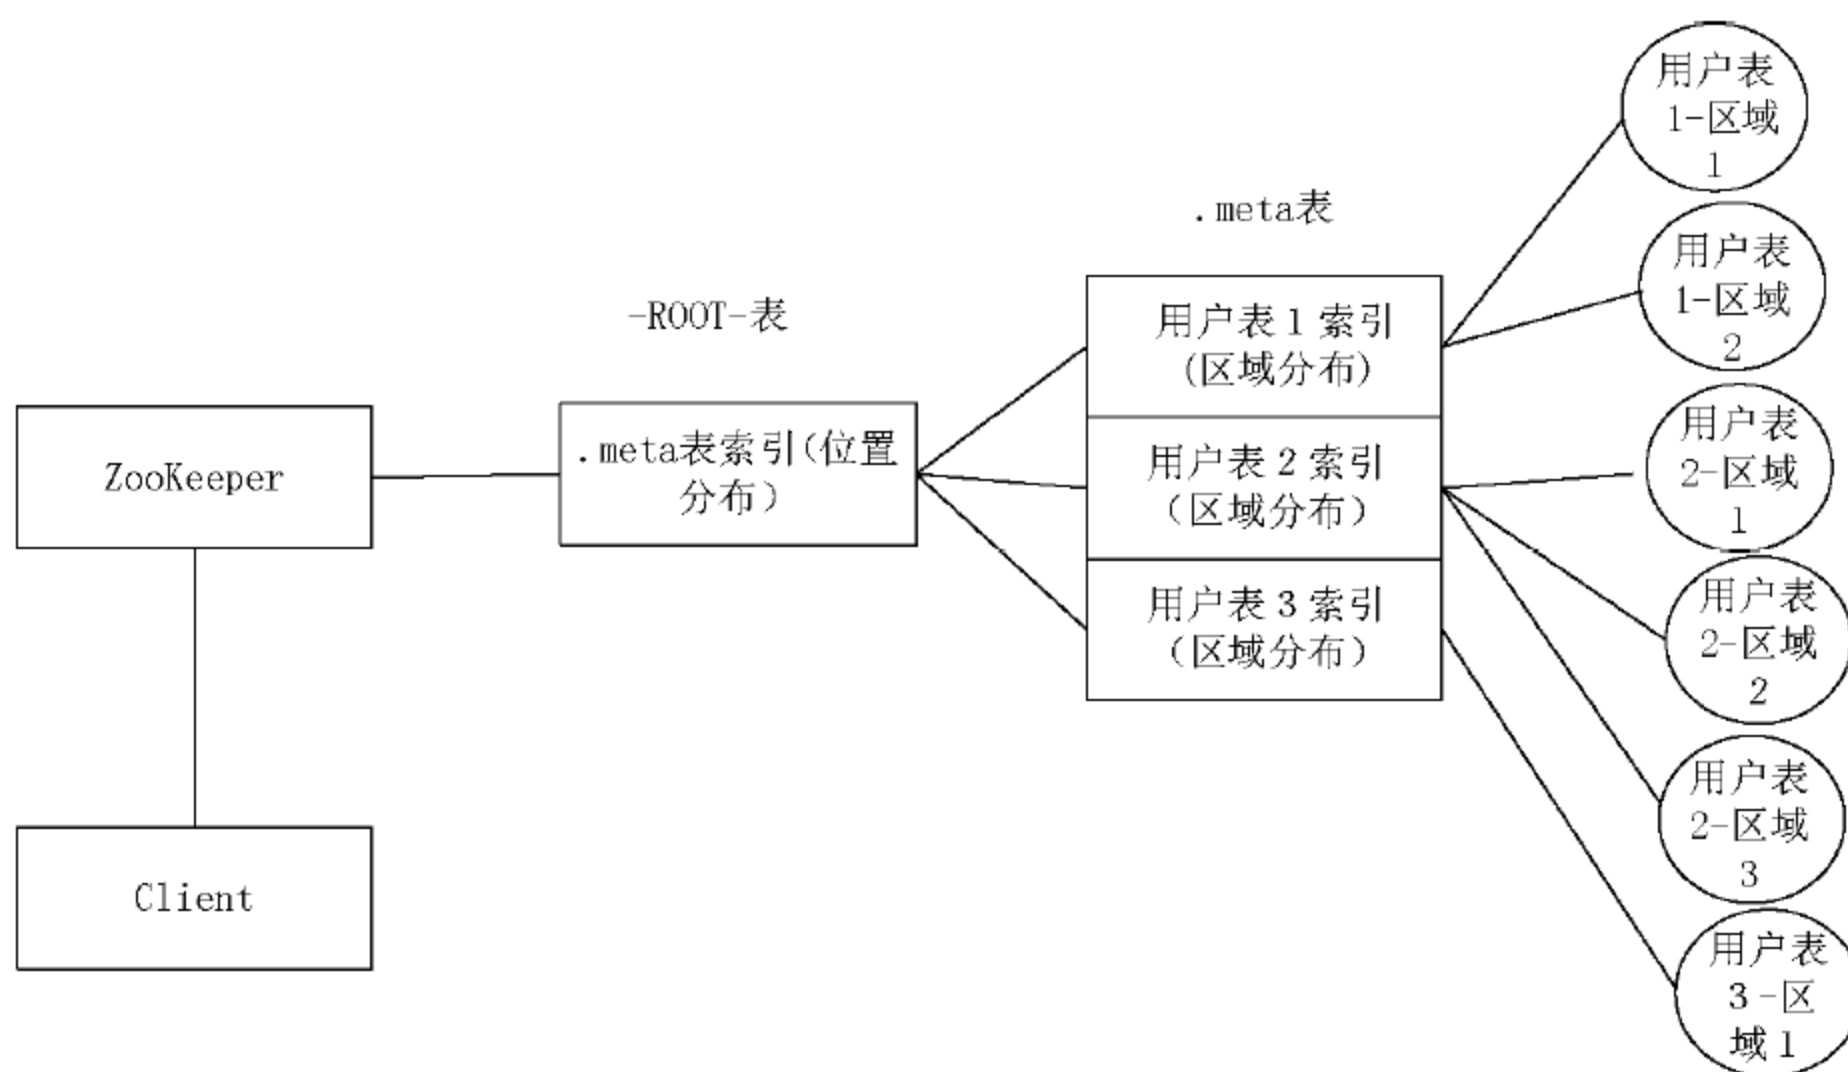 ZooKeeper
Client
-ROOT-表
.meta表索引(位置
分布）
.meta表
用户表1索引
(区域分布)
用户表2索引
（区域分布）
用户表3索引
（区域分布）
用户表
1-区域
1
用户表
1-区域
2
用户表
2-区域
1
用户表
2-区域
2
用户表
2-区域
3
用户表
3-区
域1